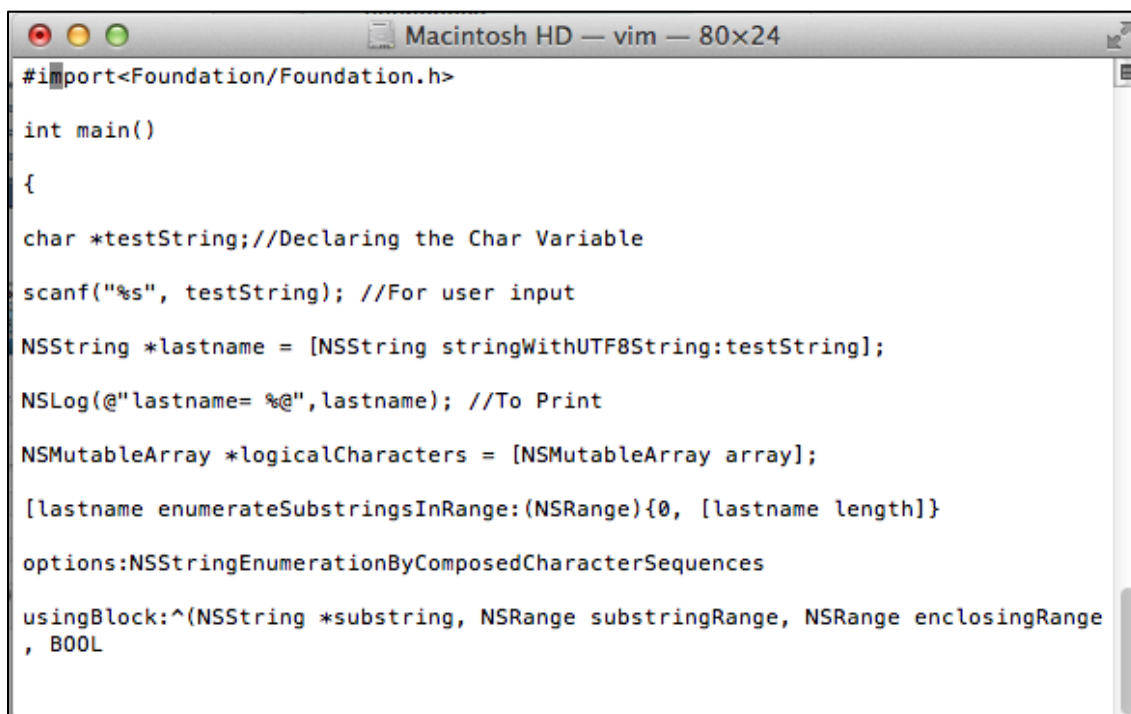 Macintosh HD — vim — 80×24
#import<Foundation/Foundation.h>
int main()
{
char *testString;//Declaring the Char Variable
scanf("%s", testString); //For user input
NSString *lastname = [NSString stringWithUTF8String:testString];
NSLog(@"lastname= %@",lastname); //To Print
NSMutableArray *logicalCharacters = [NSMutableArray array];
[lastname enumerateSubstringsInRange:(NSRange){0, [lastname length]}
options:NSStringEnumerationByComposedCharacterSequences
usingBlock:^(NSString *substring, NSRange substringRange, NSRange enclosingRange
, BOOL